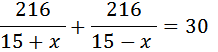 216/(15 + x) + 216/(15 − x) = 30